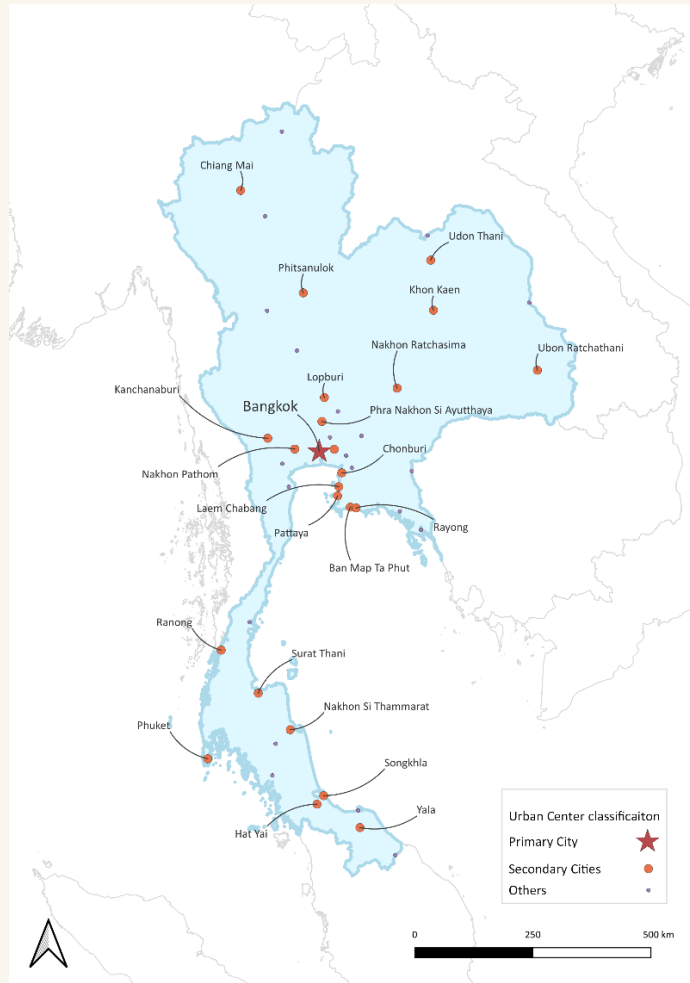 Chiang Mai
Udon Thani
Phitsanulok
Khon Kaen
Nakhon Ratchasima
Ubon Ratchathani
Lopburi
Kanchanaburi
Bangkok
Phra Nakhon Si Ayutthaya
Chonburi
Nakhon Pathom
Laem Chabang
Pattaya
Rayong
Ban Map Ta Phut
Ranong
Surat Thani
Nakhon Si Thammarat
Phuket
Songkhla
Yala
Hat Yai
Urban Center classificaiton
Primary City
Secondary Cities
Others
0 250 500 km